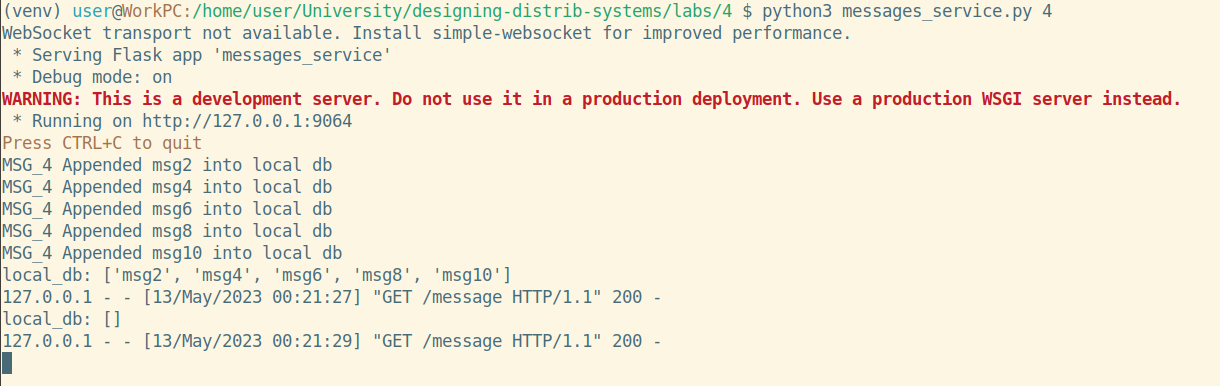 (venv) user@WorkPC:/home/user/University/designing-distrib-systems/labs/4 $ python3 messages_service.py 4
WebSocket transport not available. Install simple-websocket for improved performance.
 * Serving Flask app 'messages_service'
 * Debug mode: on
WARNING: This is a development server. Do not use it in a production deployment. Use a production WSGI server instead.
 * Running on http://127.0.0.1:9064
Press CTRL+C to quit
MSG_4 Appended msg2 into local db
MSG_4 Appended msg4 into local db
MSG_4 Appended msg6 into local db
MSG_4 Appended msg8 into local db
MSG_4 Appended msg10 into local db
local_db: ['msg2', 'msg4', 'msg6', 'msg8', 'msg10']
127.0.0.1 - - [13/May/2023 00:21:27] "GET /message HTTP/1.1" 200 -
local_db: []
127.0.0.1 - - [13/May/2023 00:21:29] "GET /message HTTP/1.1" 200 -